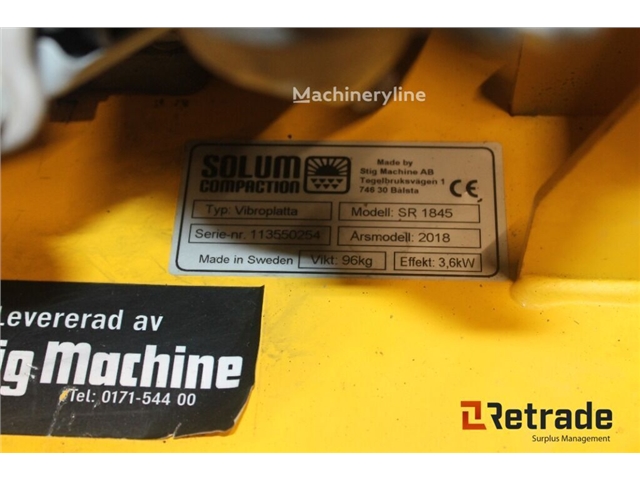 Machineryline
SOLUM
COMPACTION
Made by
Stig Machine AB
Tegelbruksvägen 1
746 30 Bålsta
CE
Typ: Vibroplatta
Modell: SR 1845
Serie-nr. 113550254
Årsmodell: 2018
Made in Sweden
Vikt: 96kg
Effekt: 3,6kW
Levererad av
Stig Machine
Tel: 0171-544 00
Retrade
Surplus Management